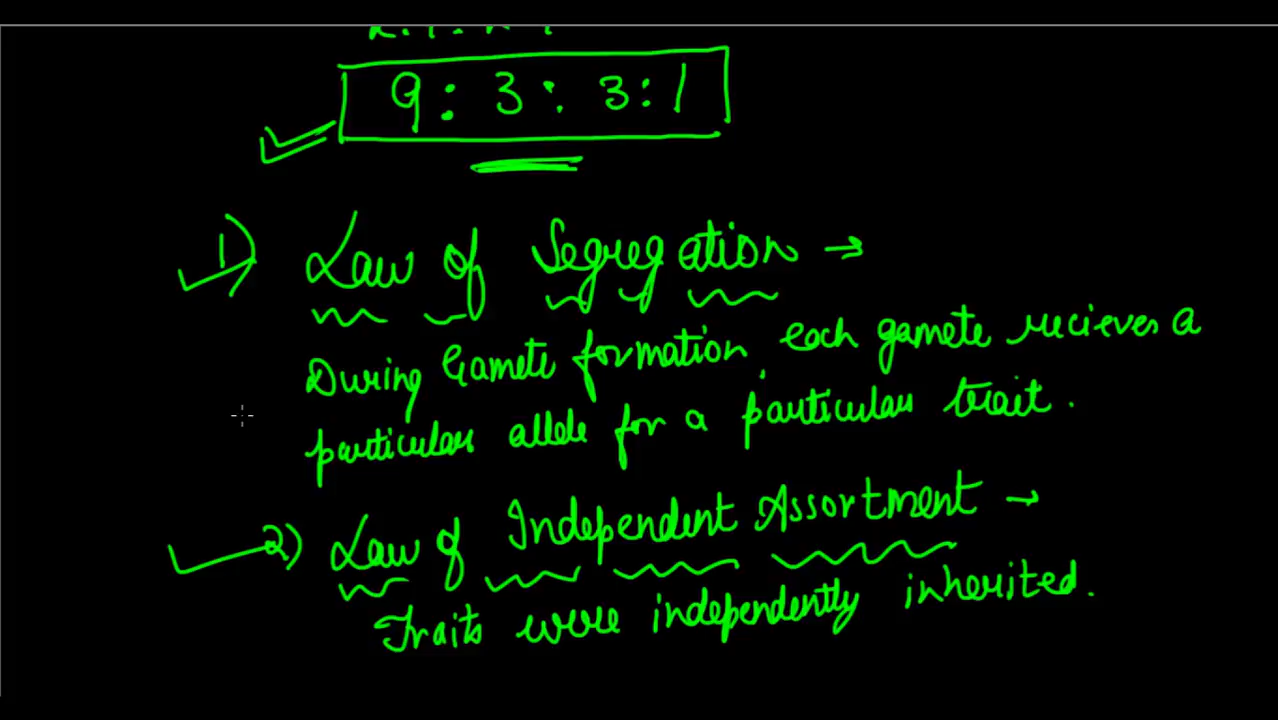 9 : 3 : 3 : 1
1) Law of Segregation →
During Gamete formation each gamete reciever a
particular allele for a particular trait.
2) Law of Independent Assortment →
Traits were independently inherited.